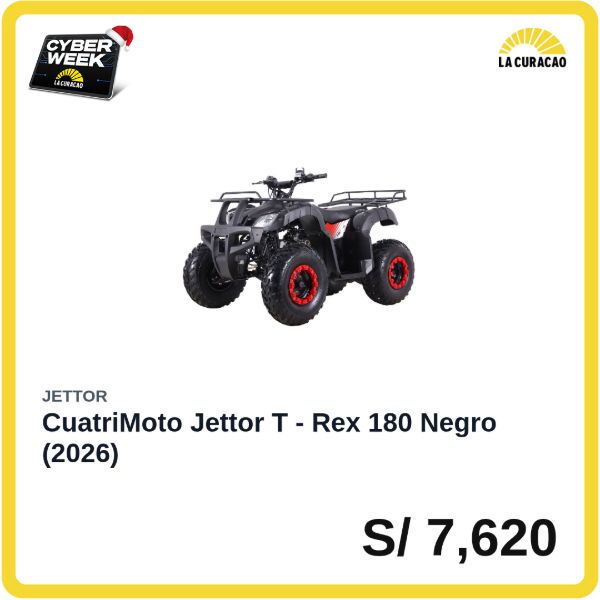 CYBER
WEEK
LA CURACAO
LA CURACAO
JETTOR
CuatriMoto Jettor T - Rex 180 Negro
(2026)
S/ 7,620